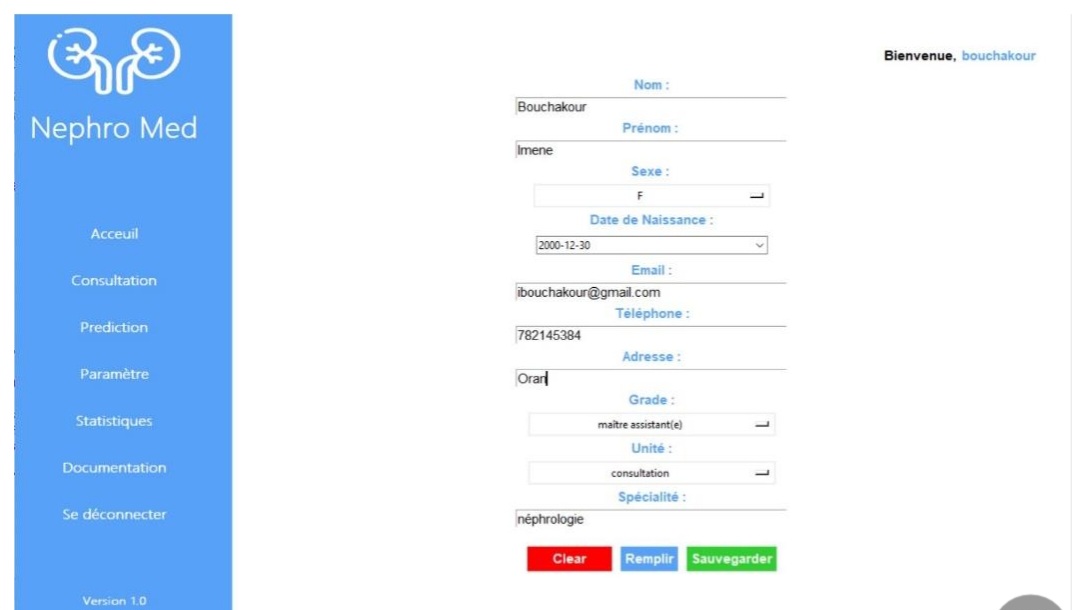 Nephro Med
Acceuil
Consultation
Prediction
Paramètre
Statistiques
Documentation
Se déconnecter
Version 1.0
Bienvenue, bouchakour
Nom :
Bouchakour
Prénom :
Imene
Sexe :
F
Date de Naissance :
2000-12-30
Email :
ibouchakour@gmail.com
Téléphone :
782145384
Adresse :
Oran
Grade :
maître assistant(e)
Unité :
consultation
Spécialité :
néphrologie
Clear Remplir Sauvegarder